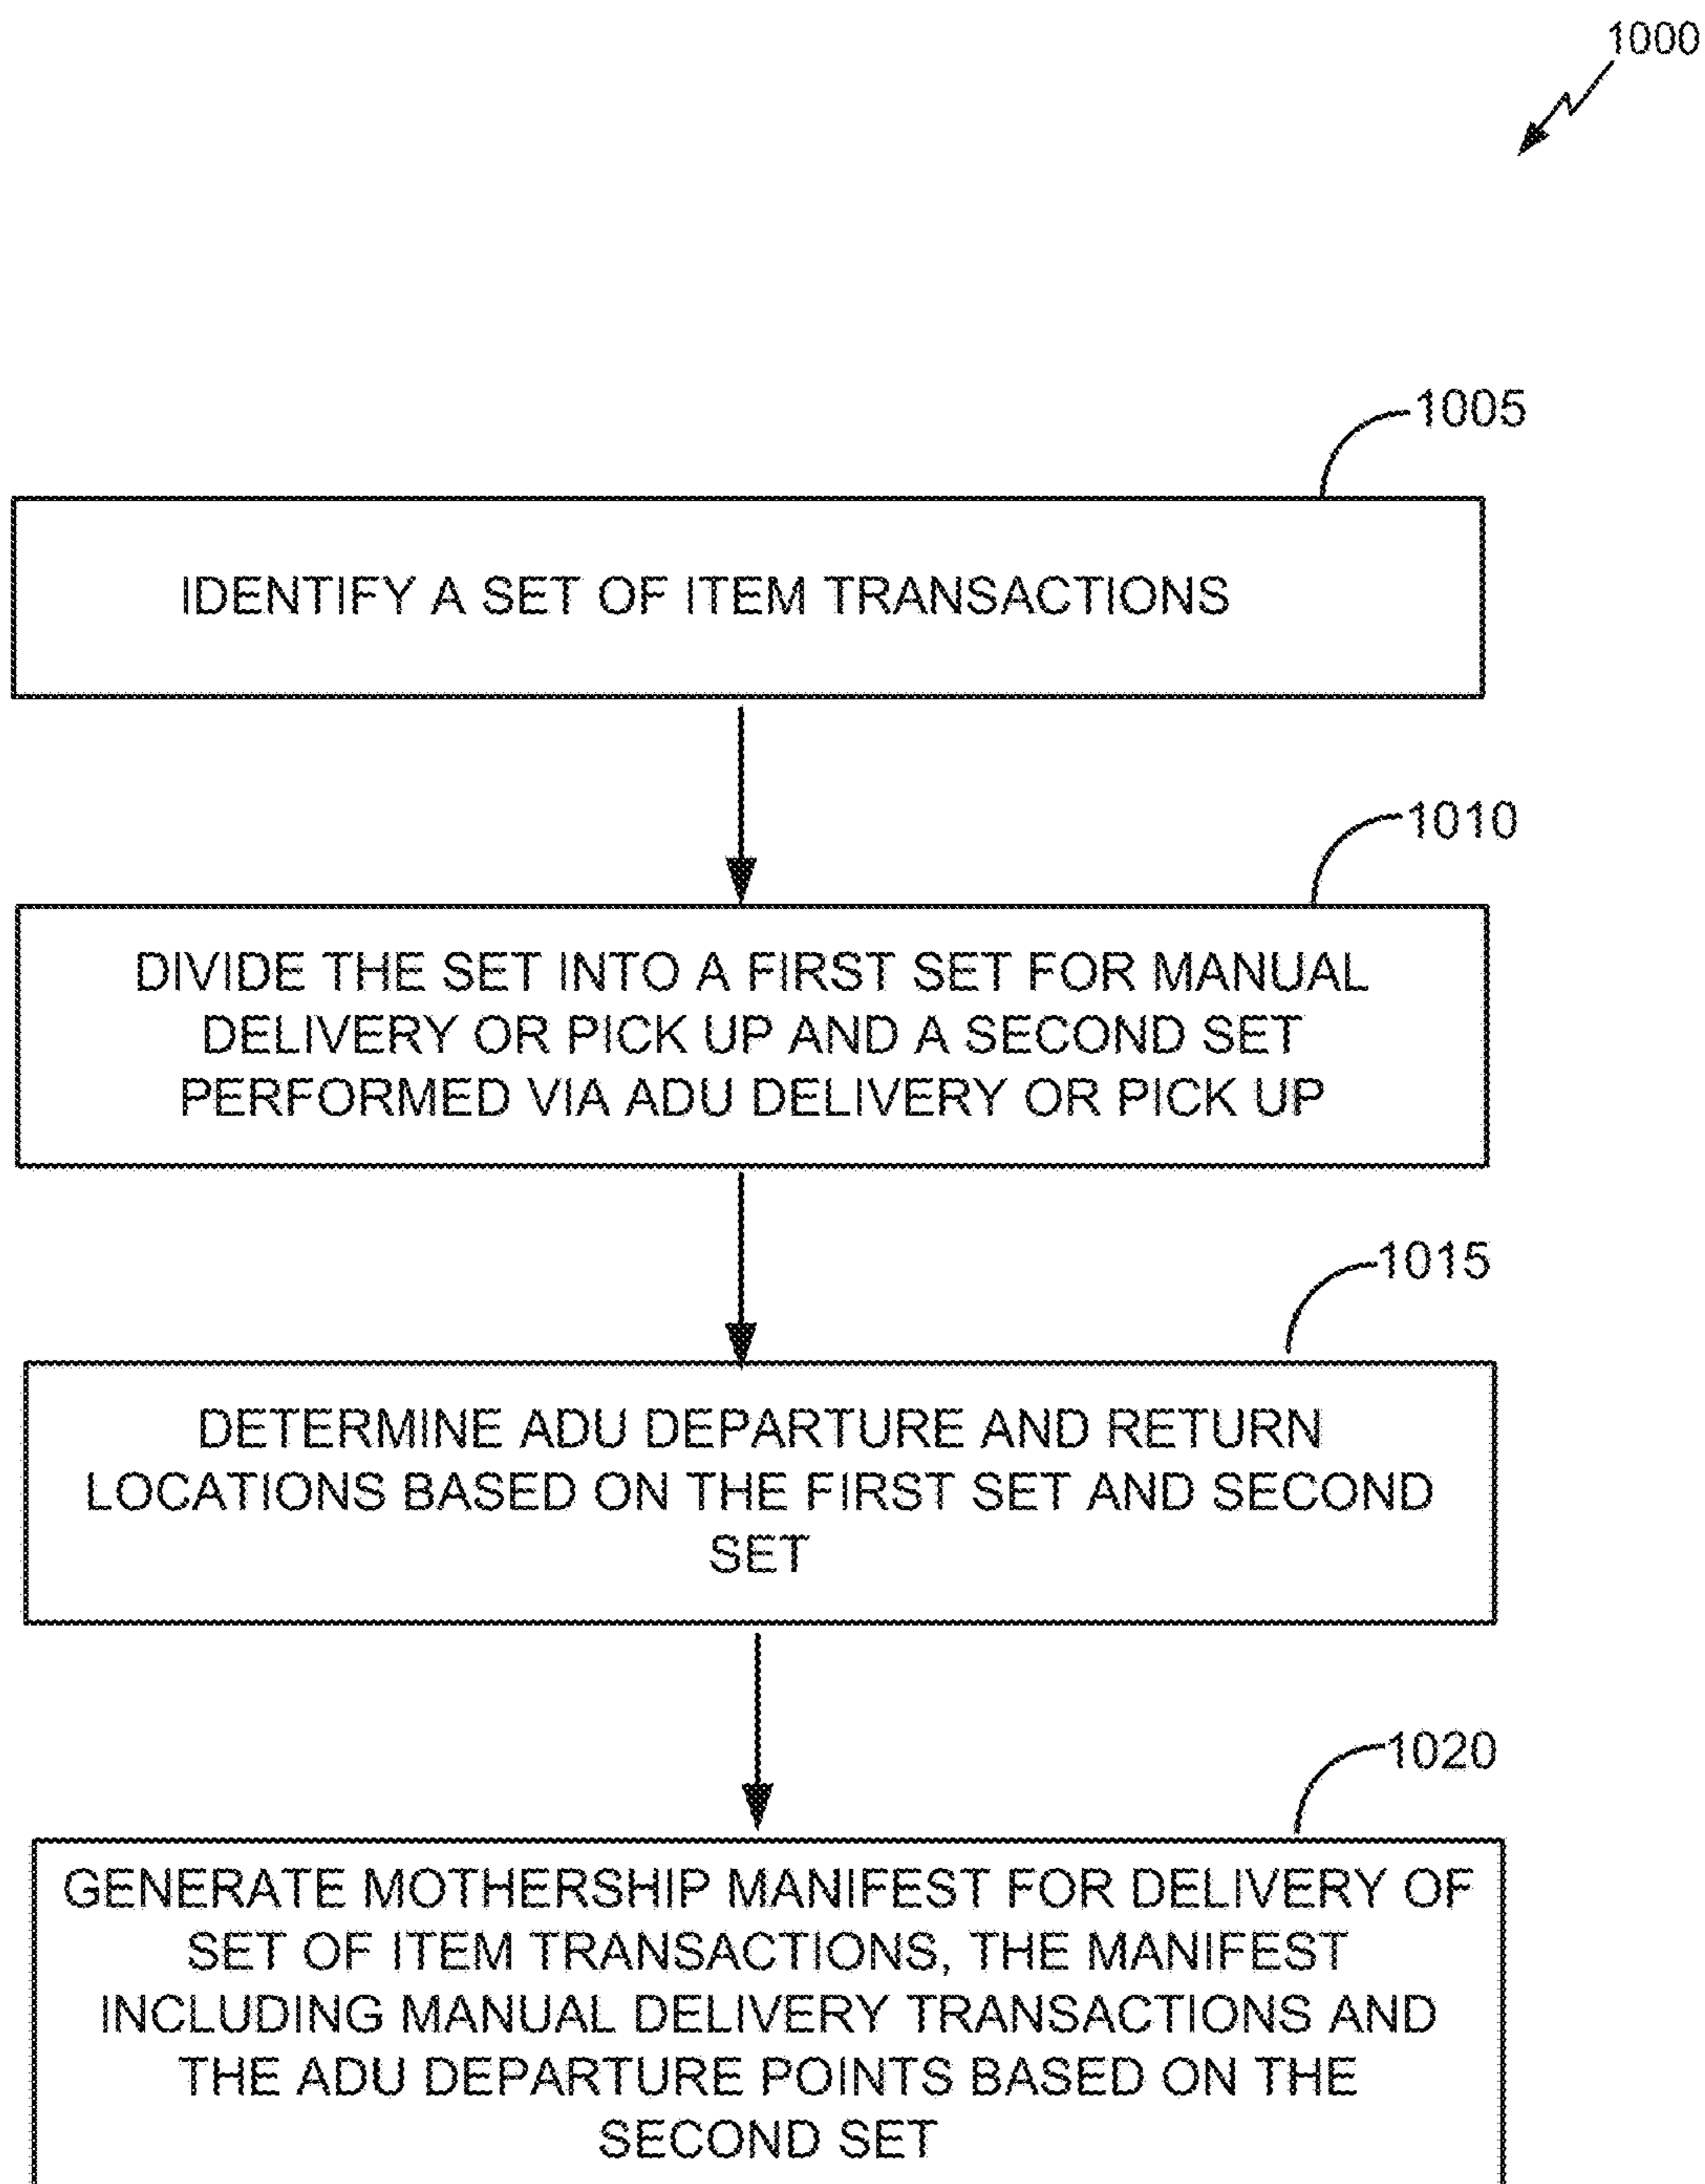 1000
1005
IDENTIFY A SET OF ITEM TRANSACTIONS
1010
DIVIDE THE SET INTO A FIRST SET FOR MANUAL
DELIVERY OR PICK UP AND A SECOND SET
PERFORMED VIA ADU DELIVERY OR PICK UP
1015
DETERMINE ADU DEPARTURE AND RETURN
LOCATIONS BASED ON THE FIRST SET AND SECOND
SET
1020
GENERATE MOTHERSHIP MANIFEST FOR DELIVERY OF
SET OF ITEM TRANSACTIONS, THE MANIFEST
INCLUDING MANUAL DELIVERY TRANSACTIONS AND
THE ADU DEPARTURE POINTS BASED ON THE
SECOND SET